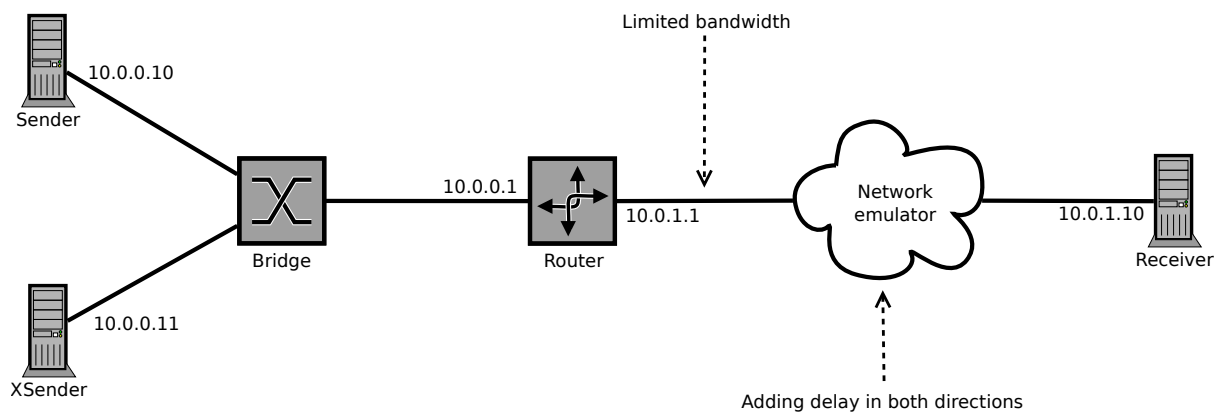 Limited bandwidth
10.0.0.10
Sender
10.0.0.1
10.0.1.1
Network
emulator
10.0.1.10
Bridge
Router
Receiver
10.0.0.11
XSender
Adding delay in both directions